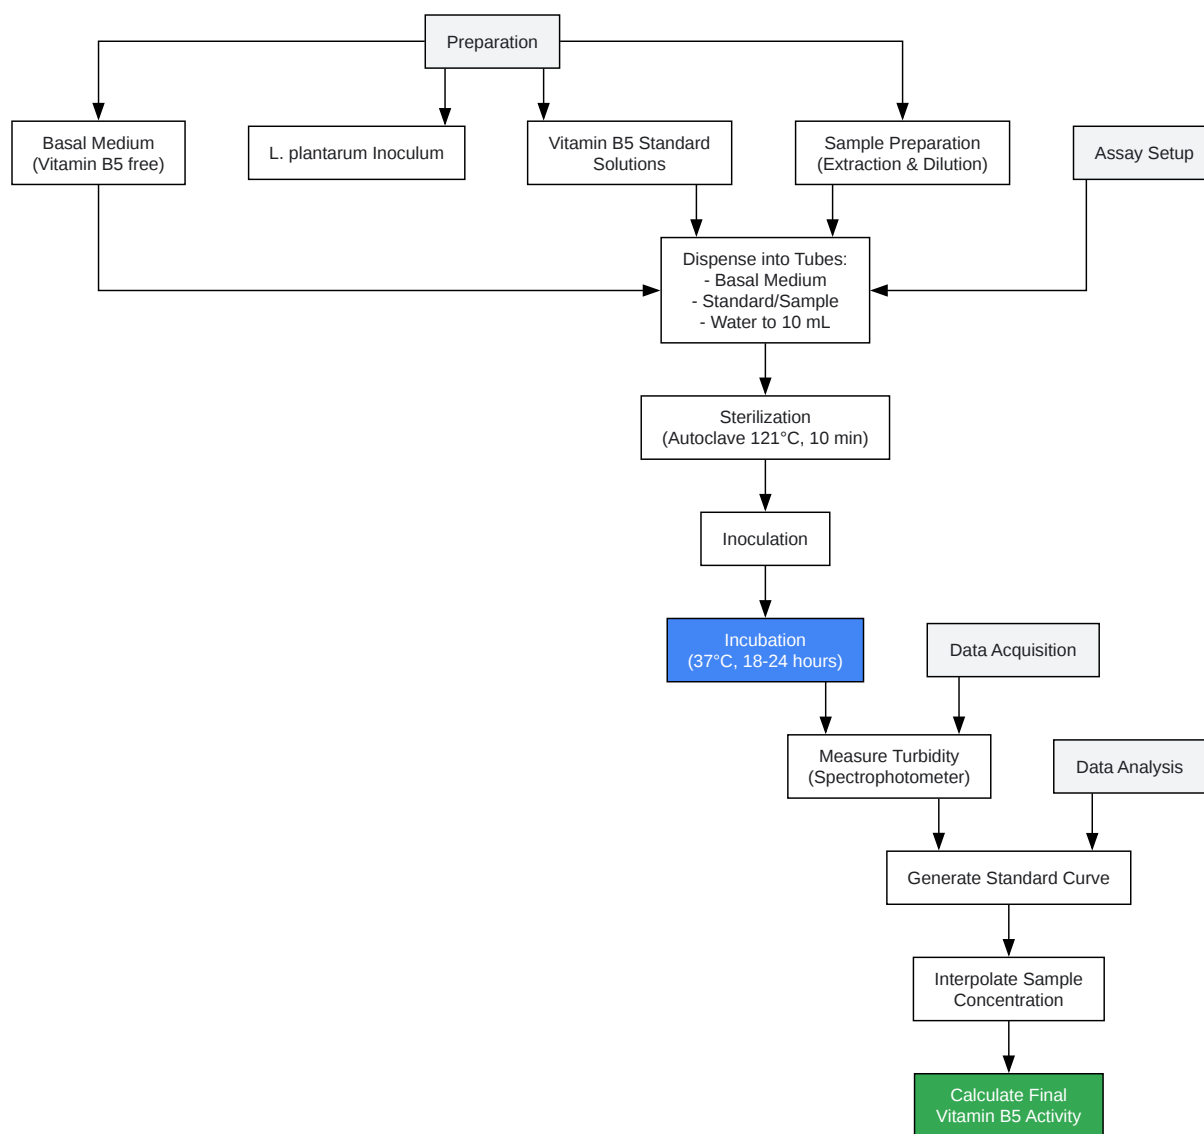 Preparation
Basal Medium
(Vitamin B5 free)
L. plantarum Inoculum
Vitamin B5 Standard
Solutions
Sample Preparation
(Extraction & Dilution)
Assay Setup
Dispense into Tubes:
- Basal Medium
- Standard/Sample
- Water to 10 mL
Sterilization
(Autoclave 121°C, 10 min)
Inoculation
Incubation
(37°C, 18-24 hours)
Data Acquisition
Measure Turbidity
(Spectrophotometer)
Data Analysis
Generate Standard Curve
Interpolate Sample
Concentration
Calculate Final
Vitamin B5 Activity